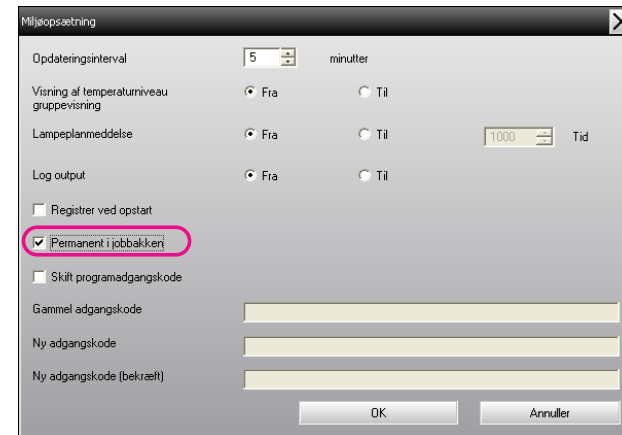 Miljøopsætning
Opdateringsinterval 5 minutter
Visning af temperaturniveau
gruppevisning Fra Til
Lampeplanmeddelse Fra Til 1000 Tid
Log output Fra Til
Registrer ved opstart
Permanent i jobbakken
Skift programadgangskode
Gammel adgangskode
Ny adgangskode
Ny adgangskode (bekræft)
OK Annuller